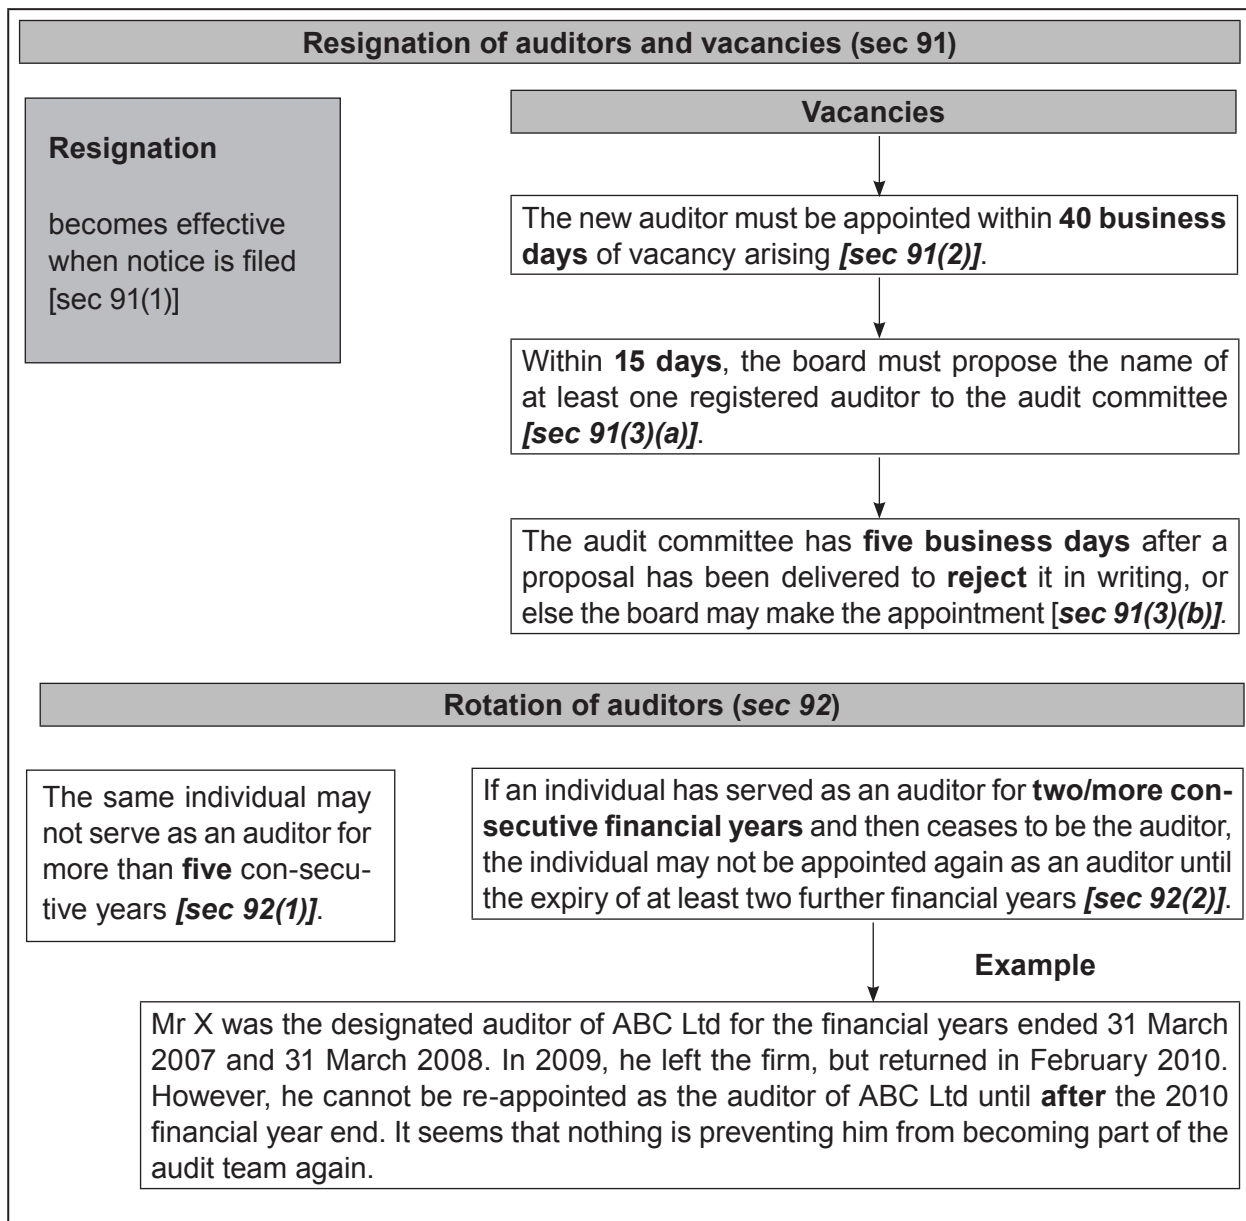 Resignation of auditors and vacancies (sec 91)
Resignation
becomes effective
when notice is filed
[sec 91(1)]
Vacancies
The new auditor must be appointed within 40 business
days of vacancy arising [sec 91(2)].
Within 15 days, the board must propose the name of
at least one registered auditor to the audit committee
[sec 91(3)(a)].
The audit committee has five business days after a
proposal has been delivered to reject it in writing, or
else the board may make the appointment [sec 91(3)(b)].
Rotation of auditors (sec 92)
The same individual may
not serve as an auditor for
more than five con-secu-
tive years [sec 92(1)].
If an individual has served as an auditor for two/more con-
secutive financial years and then ceases to be the auditor,
the individual may not be appointed again as an auditor until
the expiry of at least two further financial years [sec 92(2)].
Example
Mr X was the designated auditor of ABC Ltd for the financial years ended 31 March
2007 and 31 March 2008. In 2009, he left the firm, but returned in February 2010.
However, he cannot be re-appointed as the auditor of ABC Ltd until after the 2010
financial year end. It seems that nothing is preventing him from becoming part of the
audit team again.